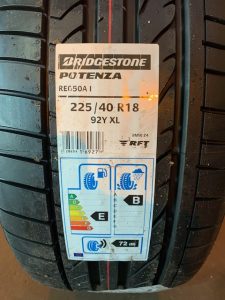 BRIDGESTONE
POTENZA
RE050A I
225/40 R18
92Y XL
RFT
E
B
72 dB